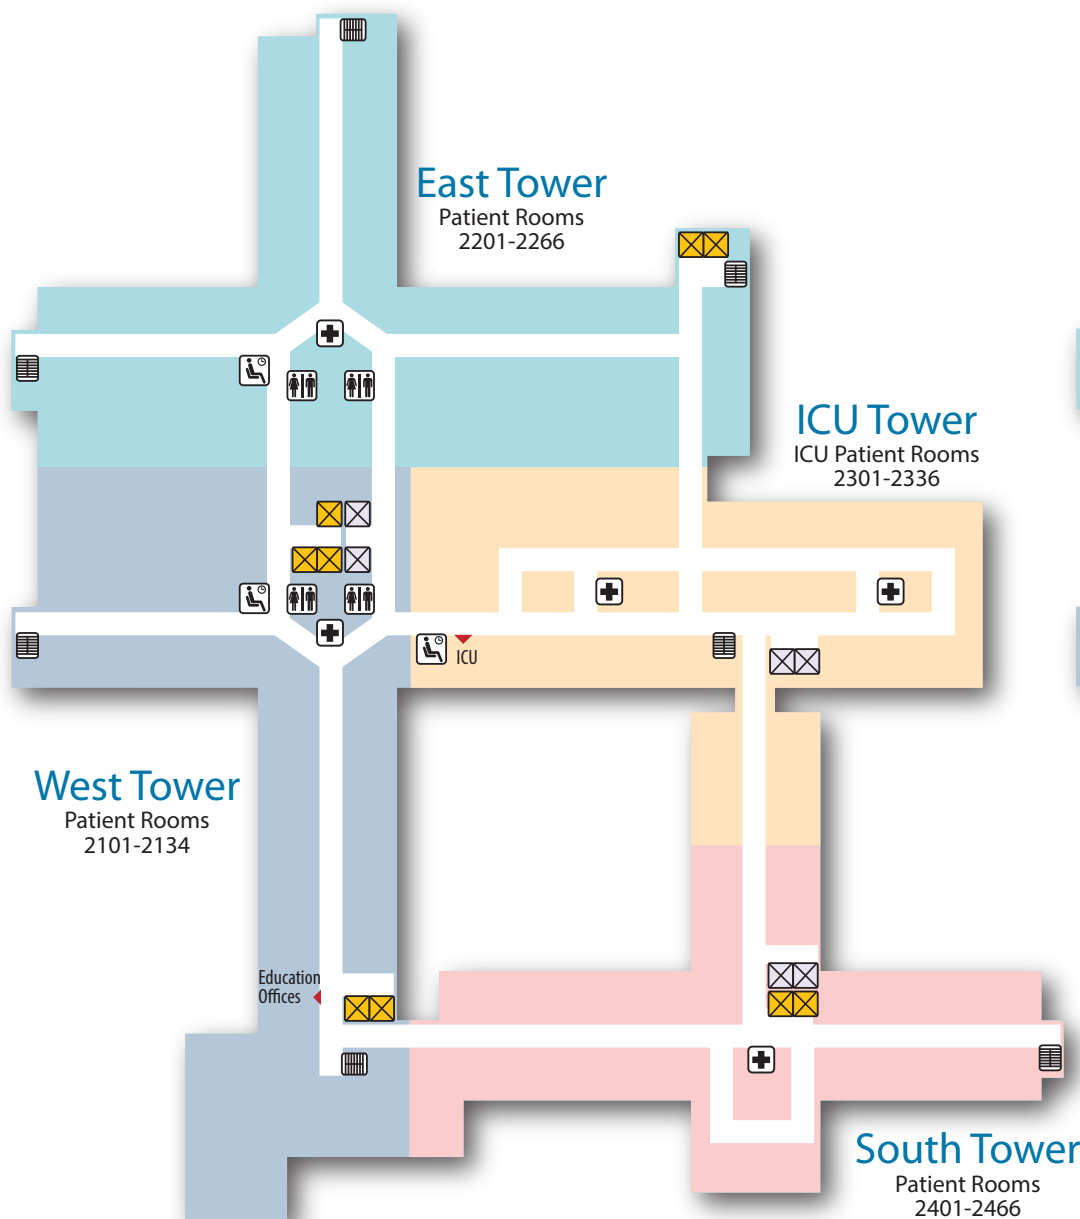 East Tower
Patient Rooms
2201-2266
ICU Tower
ICU Patient Rooms
2301-2336
ICU
West Tower
Patient Rooms
2101-2134
Education
Offices
South Tower
Patient Rooms
2401-2466